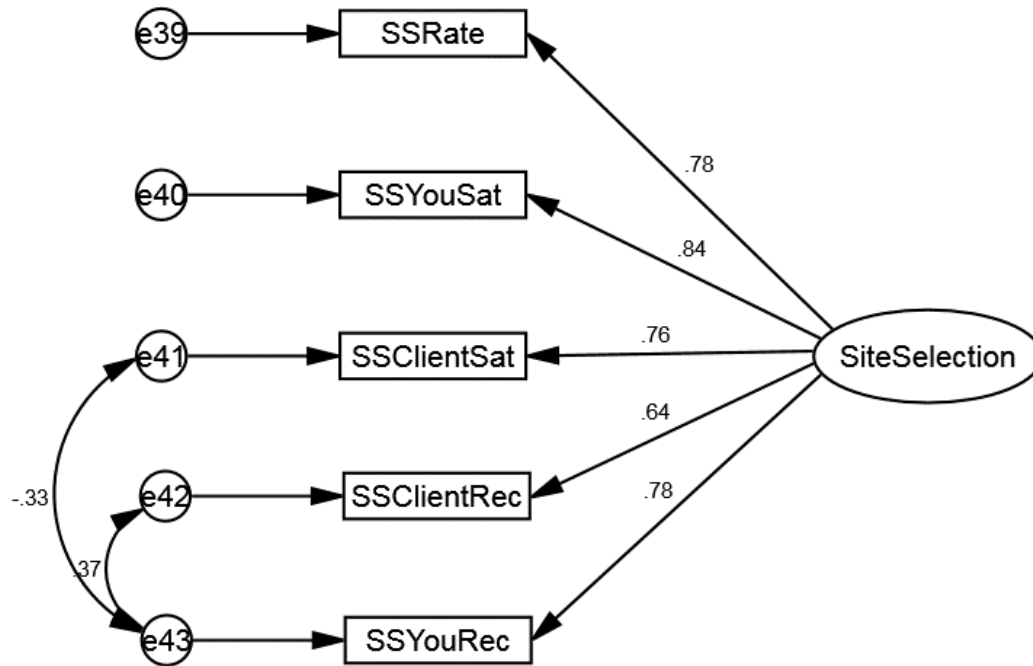 e39
SSRate
.78
e40
SSYouSat
.84
e41
SSClientSat
.76
SiteSelection
.64
e42
SSClientRec
.78
-.33
.37
e43
SSYouRec